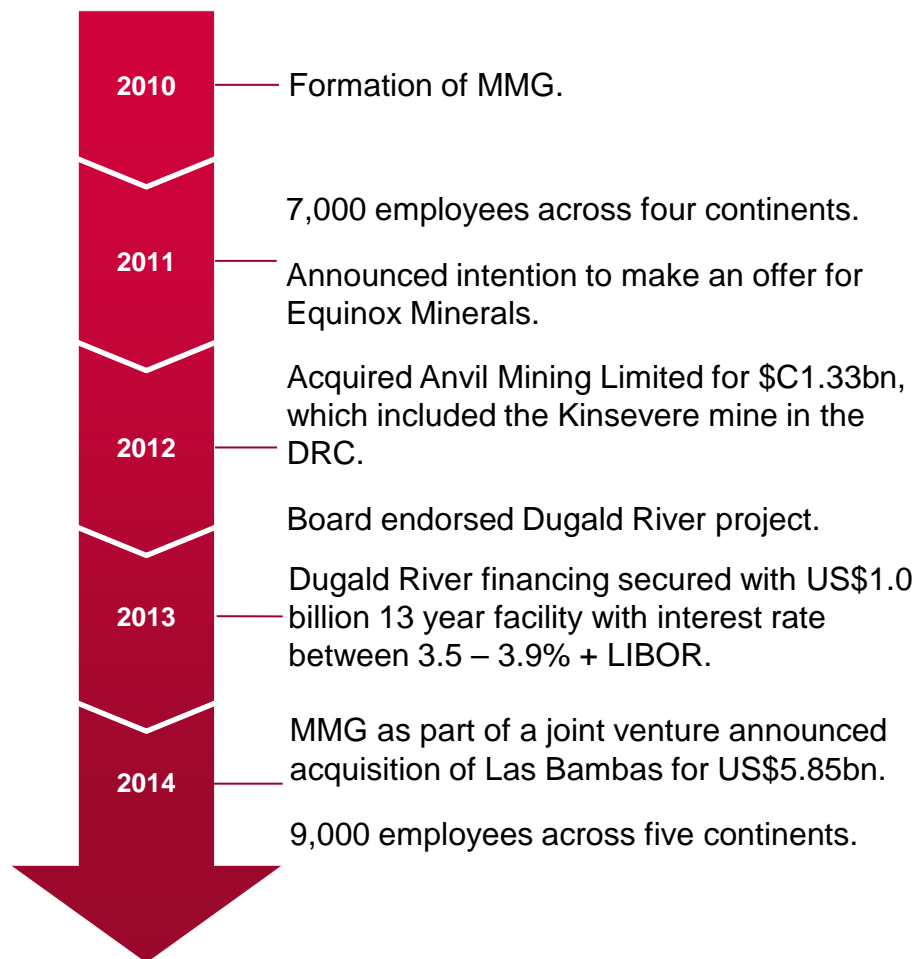 2010
Formation of MMG.
7,000 employees across four continents.
2011
Announced intention to make an offer for
Equinox Minerals.
Acquired Anvil Mining Limited for $C1.33bn,
which included the Kinsevere mine in the
DRC.
2012
Board endorsed Dugald River project.
Dugald River financing secured with US$1.0
billion 13 year facility with interest rate
between 3.5 – 3.9% + LIBOR.
2013
MMG as part of a joint venture announced
acquisition of Las Bambas for US$5.85bn.
2014
9,000 employees across five continents.